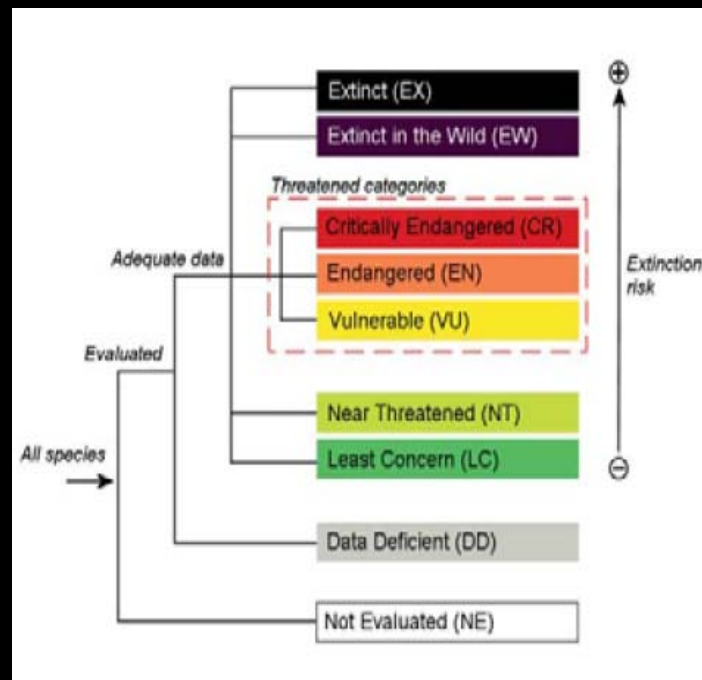 Extinct (EX)
Extinct in the Wild (EW)
Threatened categories
Critically Endangered (CR)
Adequate data
Endangered (EN)
Extinction
risk
Vulnerable (VU)
Evaluated
Near Threatened (NT)
All species
Least Concern (LC)
Data Deficient (DD)
Not Evaluated (NE)